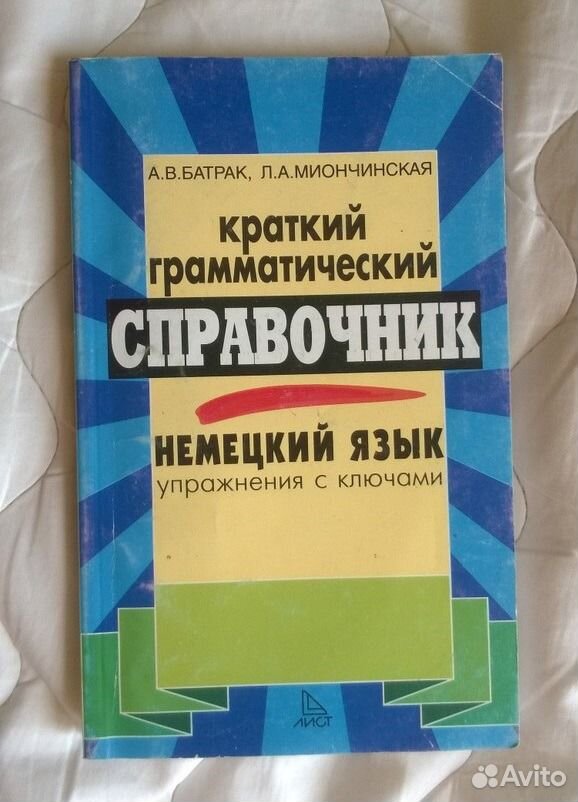 А.В.БАТРАК, Л.А.МИОНЧИНСКАЯ
КРАТКИЙ
ГРАММАТИЧЕСКИЙ
СПРАВОЧНИК
НЕМЕЦКИЙ ЯЗЫК
упражнения с ключами
ЛИСТ
Avito